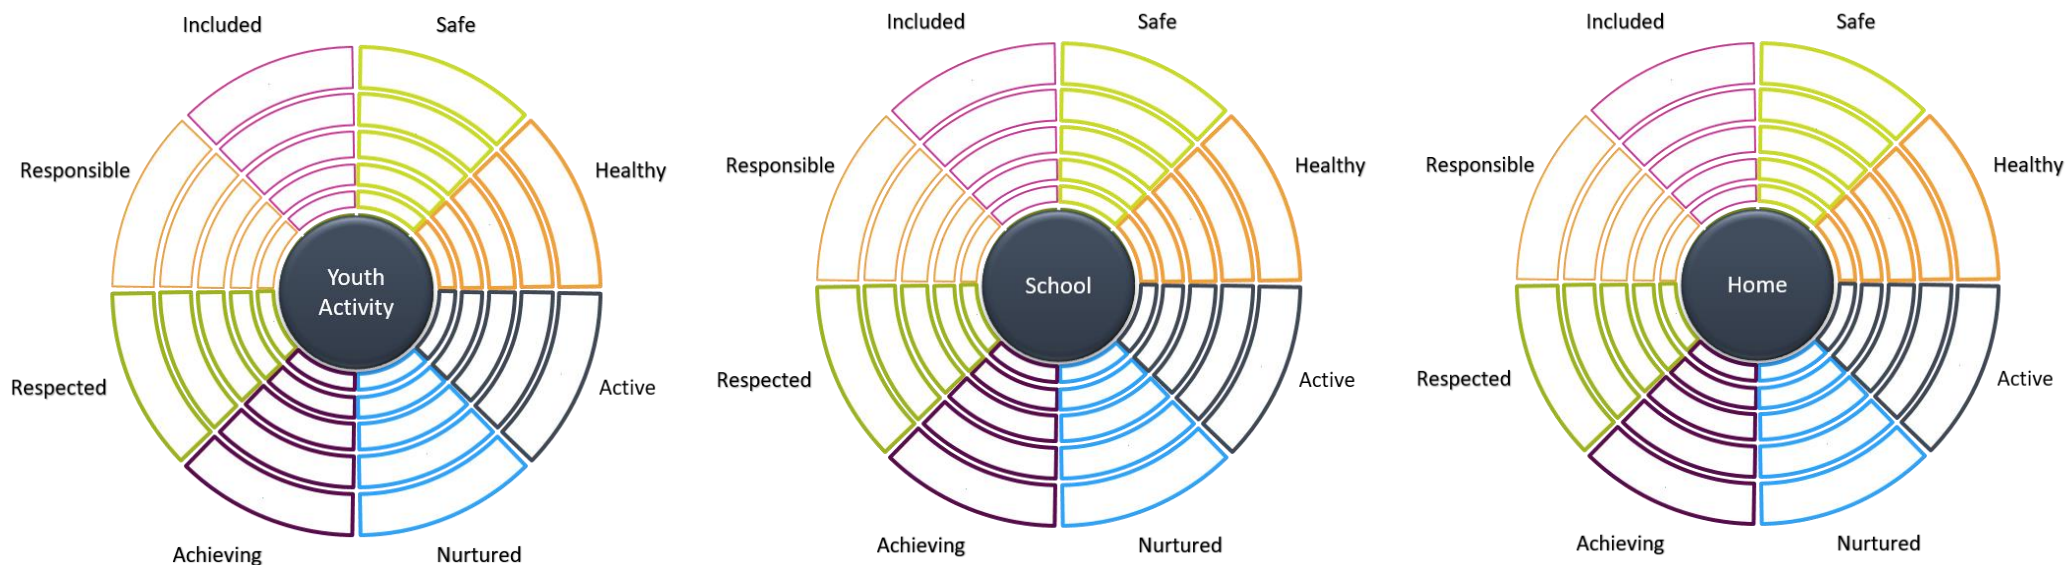 Included
Safe
Responsible
Healthy
Youth
Activity
Respected
Active
Achieving
Nurtured
Included
Safe
Responsible
Healthy
School
Respected
Active
Achieving
Nurtured
Included
Safe
Responsible
Healthy
Home
Respected
Active
Achieving
Nurtured